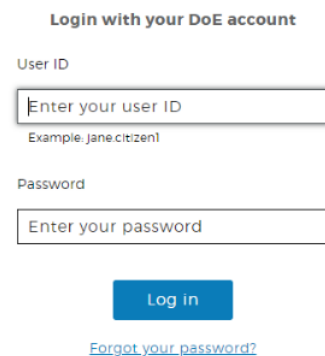 Login with your DoE account
User ID
Enter your user ID
Example: jane.citizen1
Password
Enter your password
Log in
Forgot your password?